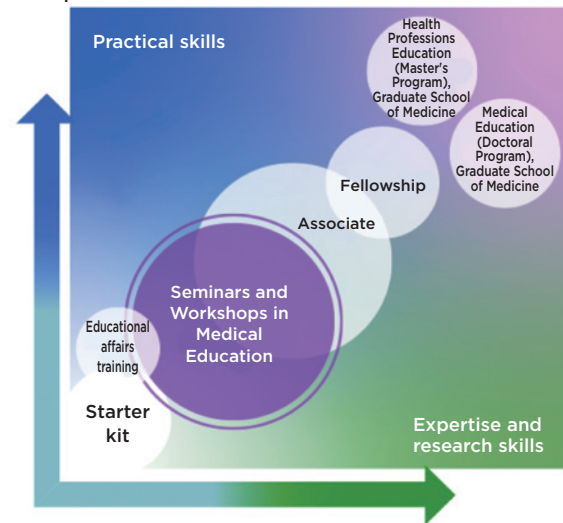 Practical skills
Health
Professions
Education
(Master's
Program),
Graduate School
of Medicine
Medical
Education
(Doctoral
Program),
Graduate School
of Medicine
Fellowship
Associate
Seminars and
Workshops in
Medical
Education
Educational
affairs
training
Starter
kit
Expertise and
research skills